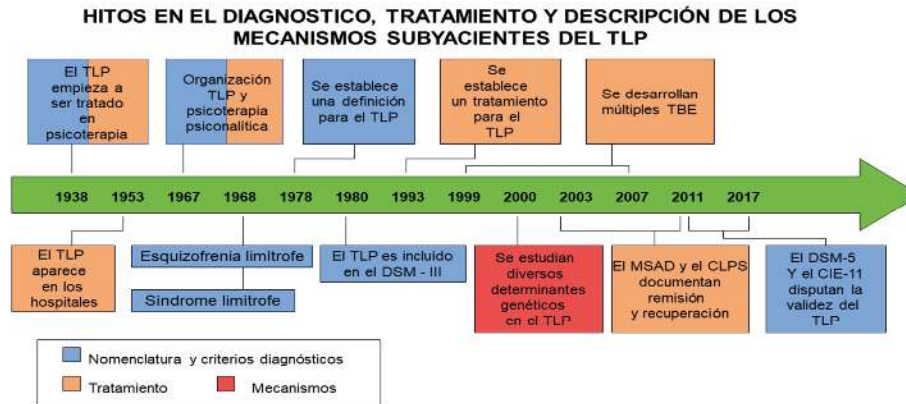 HITOS EN EL DIAGNOSTICO, TRATAMIENTO Y DESCRIPCIÓN DE LOS
MECANISMOS SUBYACIENTES DEL TLP
El TLP
empieza a
ser tratado
en
psicoterapia
Organización
TLP y
psicoterapia
psiconalítica
Se establece
una definición
para el TLP
Se
establece
un tratamiento
para el
TLP
Se desarrollan
múltiples TBE
1938 1953 1967 1968 1978 1980 1993 1999 2000 2003 2007 2011 2017
El TLP
aparece
en los
hospitales
Esquizofrenia limítrofe
Síndrome limítrofe
El TLP es incluido
en el DSM - III
Se estudian
diversos
determinantes
genéticos
en el TLP
El MSAD y el CLPS
documentan
remisión
y recuperación
El DSM-5
Y el CIE-11
disputan la
validez del
TLP
Nomenclatura y criterios diagnósticos
Tratamiento
Mecanismos